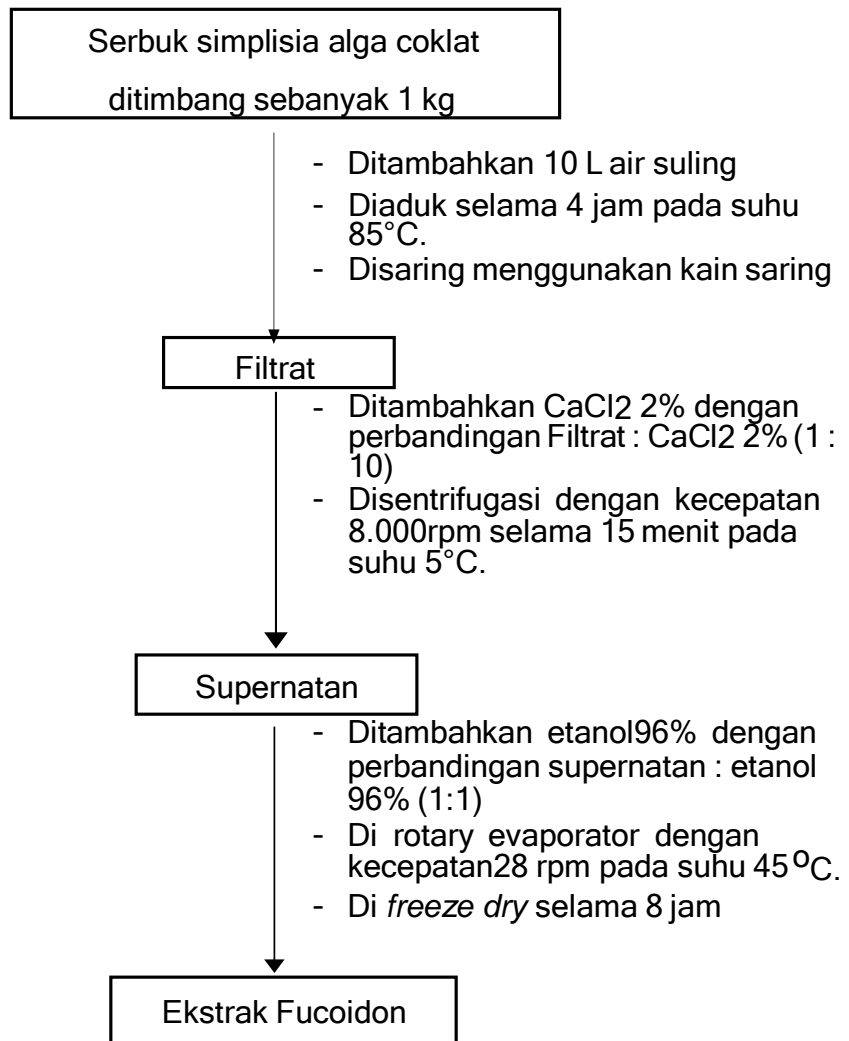 Serbuk simplisia alga coklat
ditimbang sebanyak 1 kg
- Ditambahkan 10 L air suling
- Diaduk selama 4 jam pada suhu
85°C.
- Disaring menggunakan kain saring
Filtrat
- Ditambahkan CaCl2 2% dengan
perbandingan Filtrat : CaCl2 2% (1 :
10)
- Disentrifugasi dengan kecepatan
8.000rpm selama 15 menit pada
suhu 5°C.
Supernatan
- Ditambahkan etanol96% dengan
perbandingan supernatan : etanol
96% (1:1)
- Di rotary evaporator dengan
kecepatan28 rpm pada suhu 45°C.
- Di freeze dry selama 8 jam
Ekstrak Fucoidon